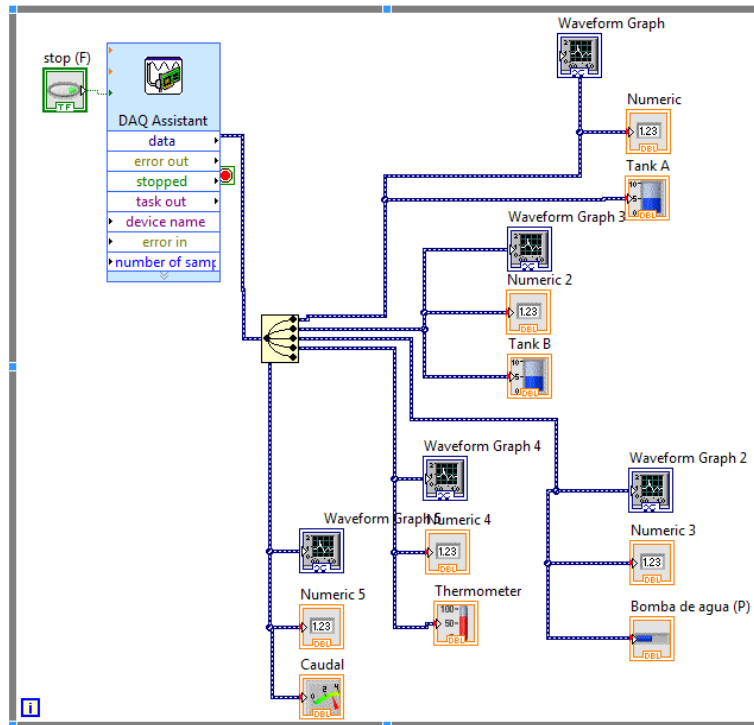 Waveform Graph
stop (F)
TF
DAQ Assistant
data
error out
stopped
task out
device name
error in
number of samp
Numeric
1.23
DBL
Tank A
10
5
0
DBL
Waveform Graph 3
Numeric 2
1.23
DBL
Tank B
10
5
0
DBL
Waveform Graph 4
Waveform Graph 5
Numeric 4
1.23
DBL
Waveform Graph 2
Numeric 3
1.23
DBL
Numeric 5
1.23
DBL
Thermometer
100
50
DBL
Bomba de agua (P)
DBL
Caudal
0 2 4
DBL
i